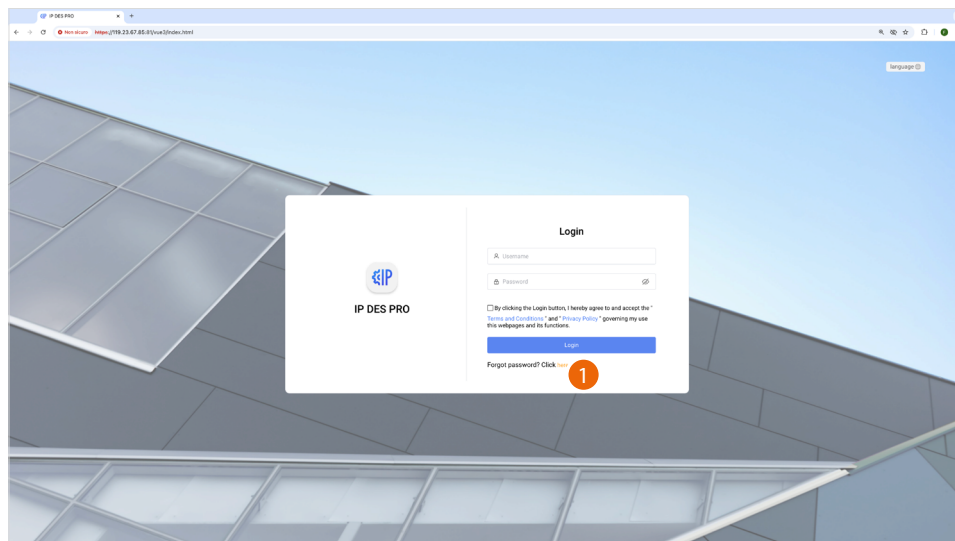 IP DES PRO
Non sicuro https://119.23.67.85:81/vue3/index.html
language
Login
Username
Password
IP
IP DES PRO
By clicking the Login button, I hereby agree to and accept the "
Terms and Conditions " and " Privacy Policy " governing my use
this webpages and its functions.
Login
Forgot password? Click here
1